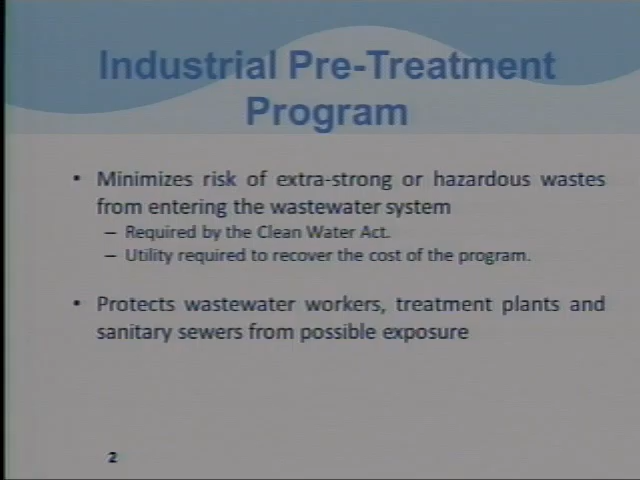 Industrial Pre-Treatment
Program
• Minimizes risk of extra-strong or hazardous wastes
from entering the wastewater system
– Required by the Clean Water Act.
– Utility required to recover the cost of the program.
• Protects wastewater workers, treatment plants and
sanitary sewers from possible exposure
2